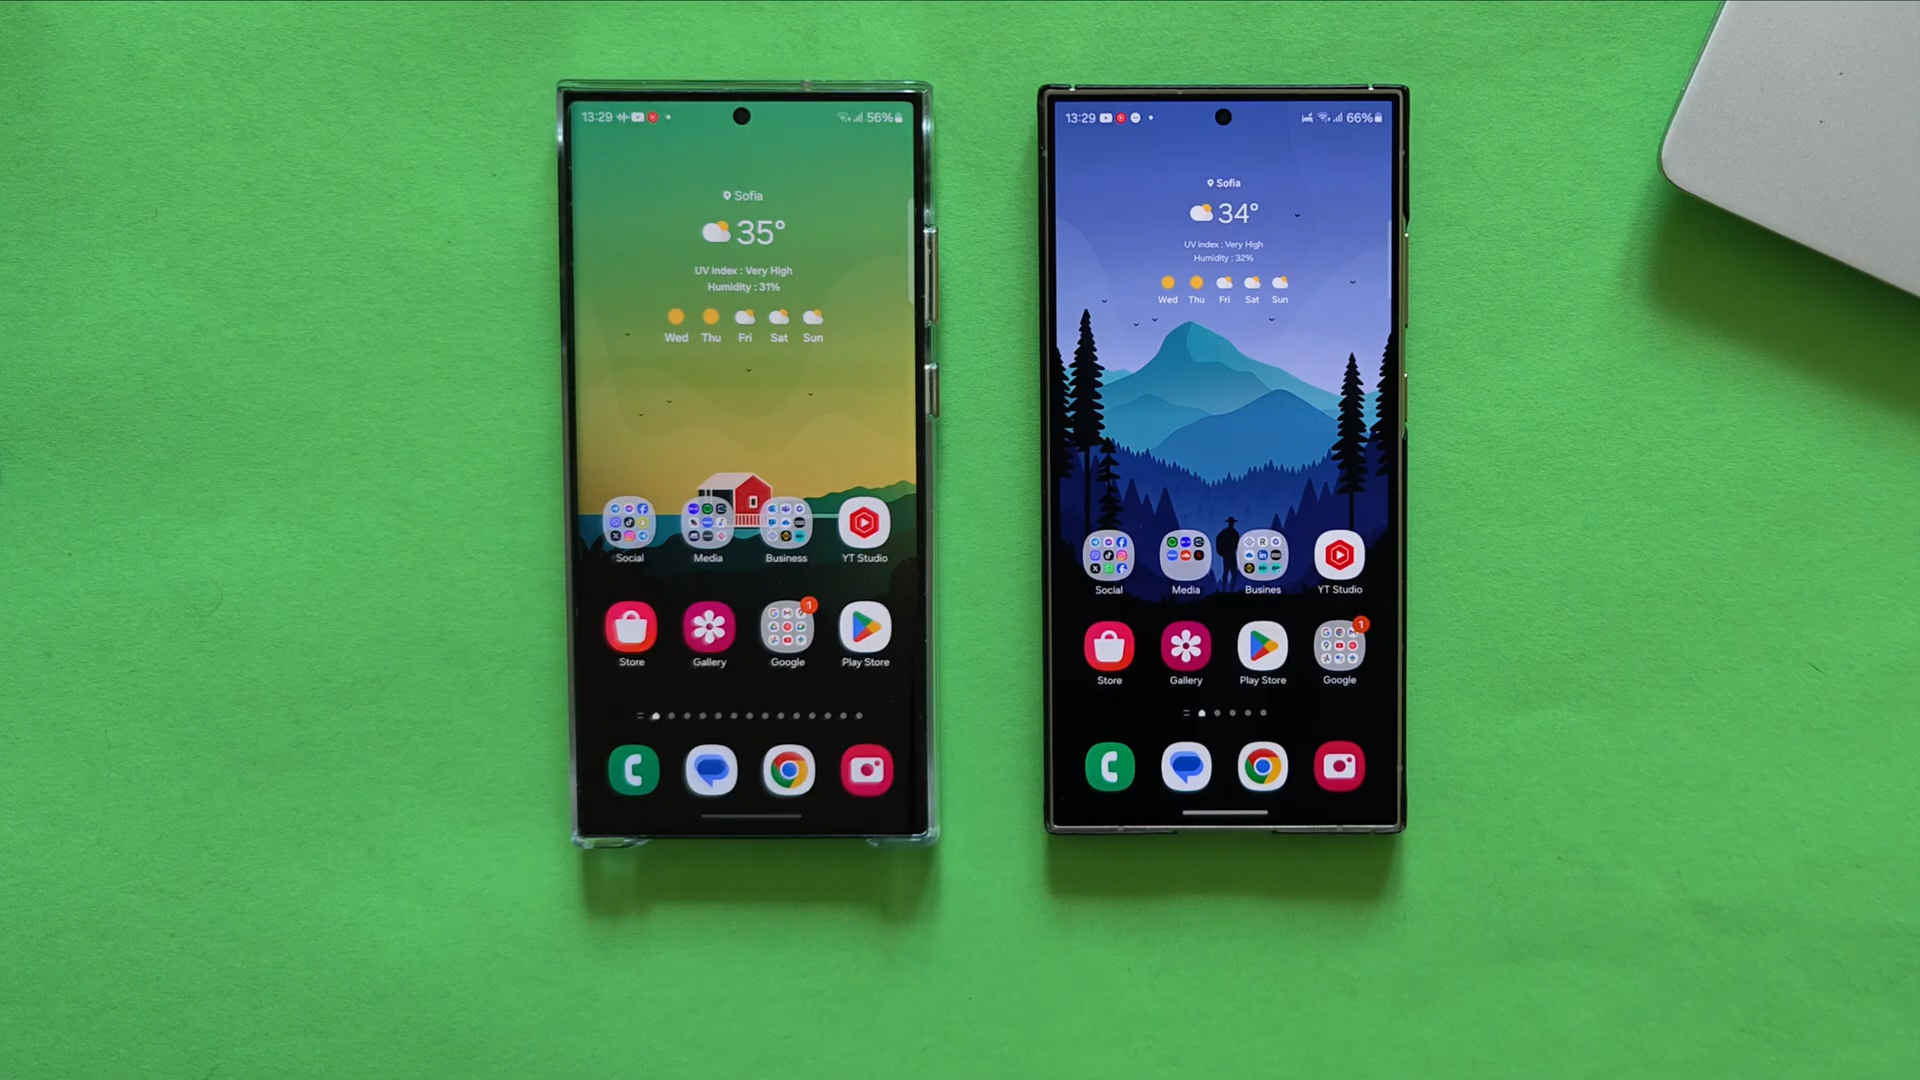 13:29
56%
Sofia
35°
UV index : Very High
Humidity : 31%
Wed Thu Fri Sat Sun
Social Media Business YT Studio
1
Store Gallery Google Play Store
13:29
66%
Sofia
34°
UV index : Very High
Humidity : 32%
Wed Thu Fri Sat Sun
Social Media Busines YT Studio
1
Store Gallery Play Store Google